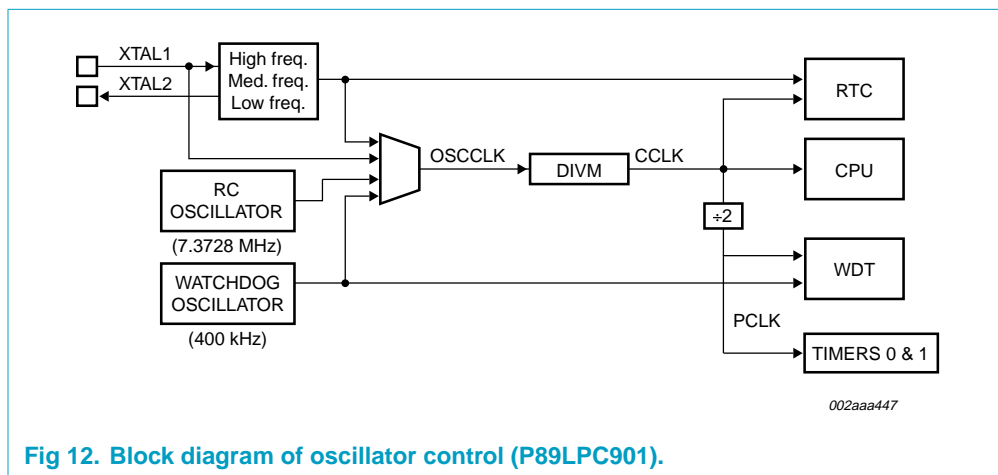 XTAL1
XTAL2
High freq.
Med. freq.
Low freq.
RTC
OSCCLK
DIVM
CCLK
CPU
RC
OSCILLATOR
(7.3728 MHz)
÷2
WATCHDOG
OSCILLATOR
(400 kHz)
WDT
PCLK
TIMERS 0 & 1
002aaa447
Fig 12. Block diagram of oscillator control (P89LPC901).